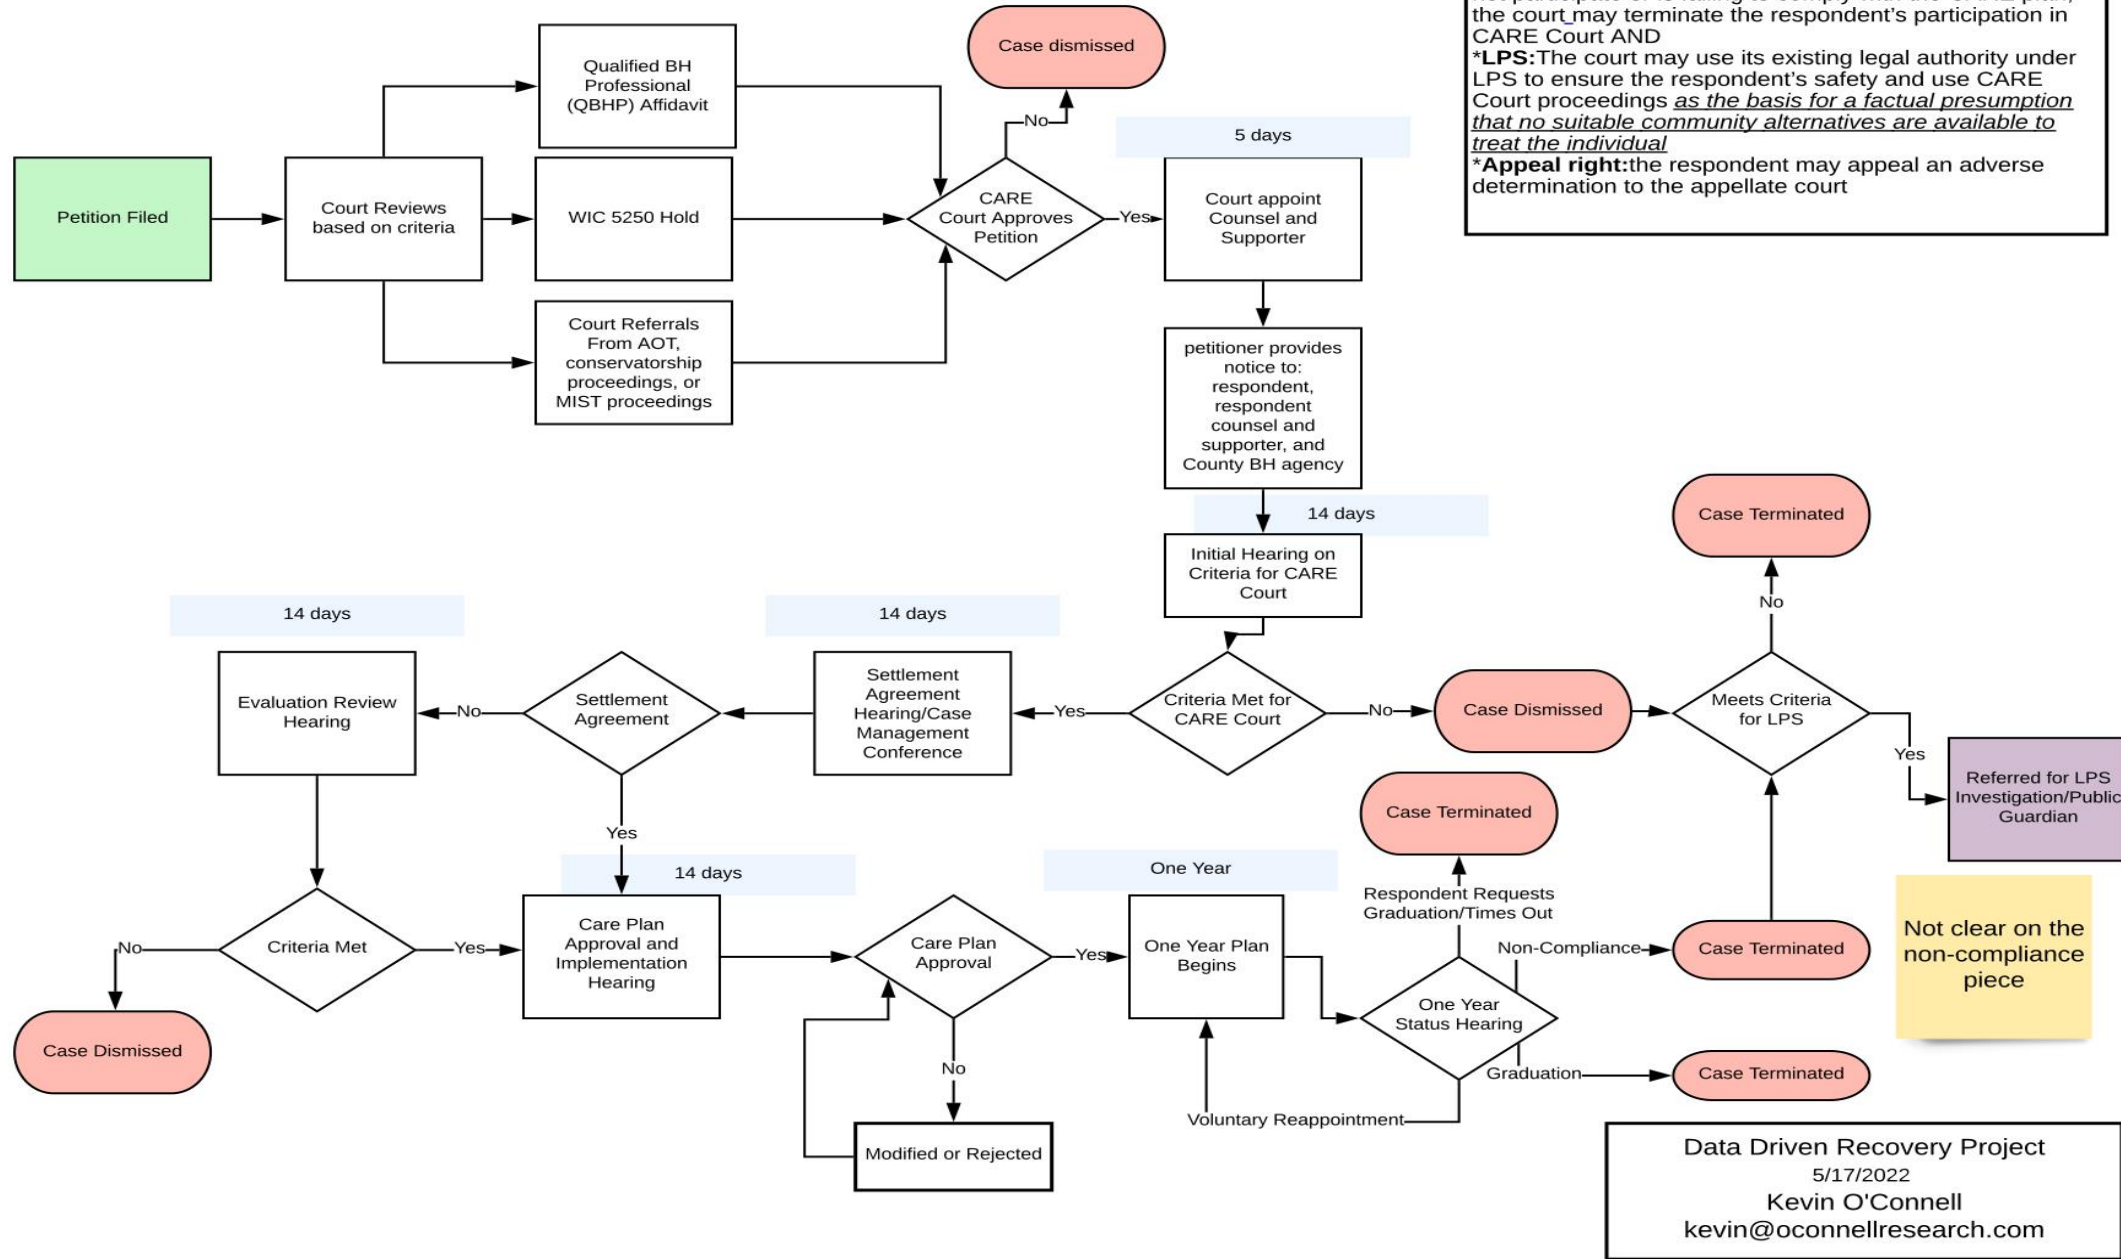 the court may terminate the respondent's participation in
CARE Court AND
*LPS:The court may use its existing legal authority under
LPS to ensure the respondent's safety and use CARE
Court proceedings as the basis for a factual presumption
that no suitable community alternatives are available to
treat the individual
*Appeal right:the respondent may appeal an adverse
determination to the appellate court
Case dismissed
No
Qualified BH
Professional
(QBHP) Affidavit
5 days
Petition Filed
Court Reviews
based on criteria
WIC 5250 Hold
CARE
Court Approves
Petition
Yes
Court appoint
Counsel and
Supporter
Court Referrals
From AOT,
conservatorship
proceedings, or
MIST proceedings
petitioner provides
notice to:
respondent,
respondent
counsel and
supporter, and
County BH agency
14 days
Initial Hearing on
Criteria for CARE
Court
Case Terminated
No
14 days
14 days
Evaluation Review
Hearing
No
Settlement
Agreement
Settlement
Agreement
Hearing/Case
Management
Conference
Yes
Criteria Met for
CARE Court
No
Case Dismissed
Meets Criteria
for LPS
Yes
Referred for LPS
Investigation/Public
Guardian
Yes
14 days
One Year
Case Terminated
Respondent Requests
Graduation/Times Out
No
Criteria Met
Yes
Care Plan
Approval and
Implementation
Hearing
Care Plan
Approval
Yes
One Year Plan
Begins
One Year
Status Hearing
Non-Compliance
Case Terminated
Not clear on the
non-compliance
piece
Case Dismissed
No
Graduation
Case Terminated
Voluntary Reappointment
Modified or Rejected
Data Driven Recovery Project
5/17/2022
Kevin O'Connell
kevin@oconnellresearch.com